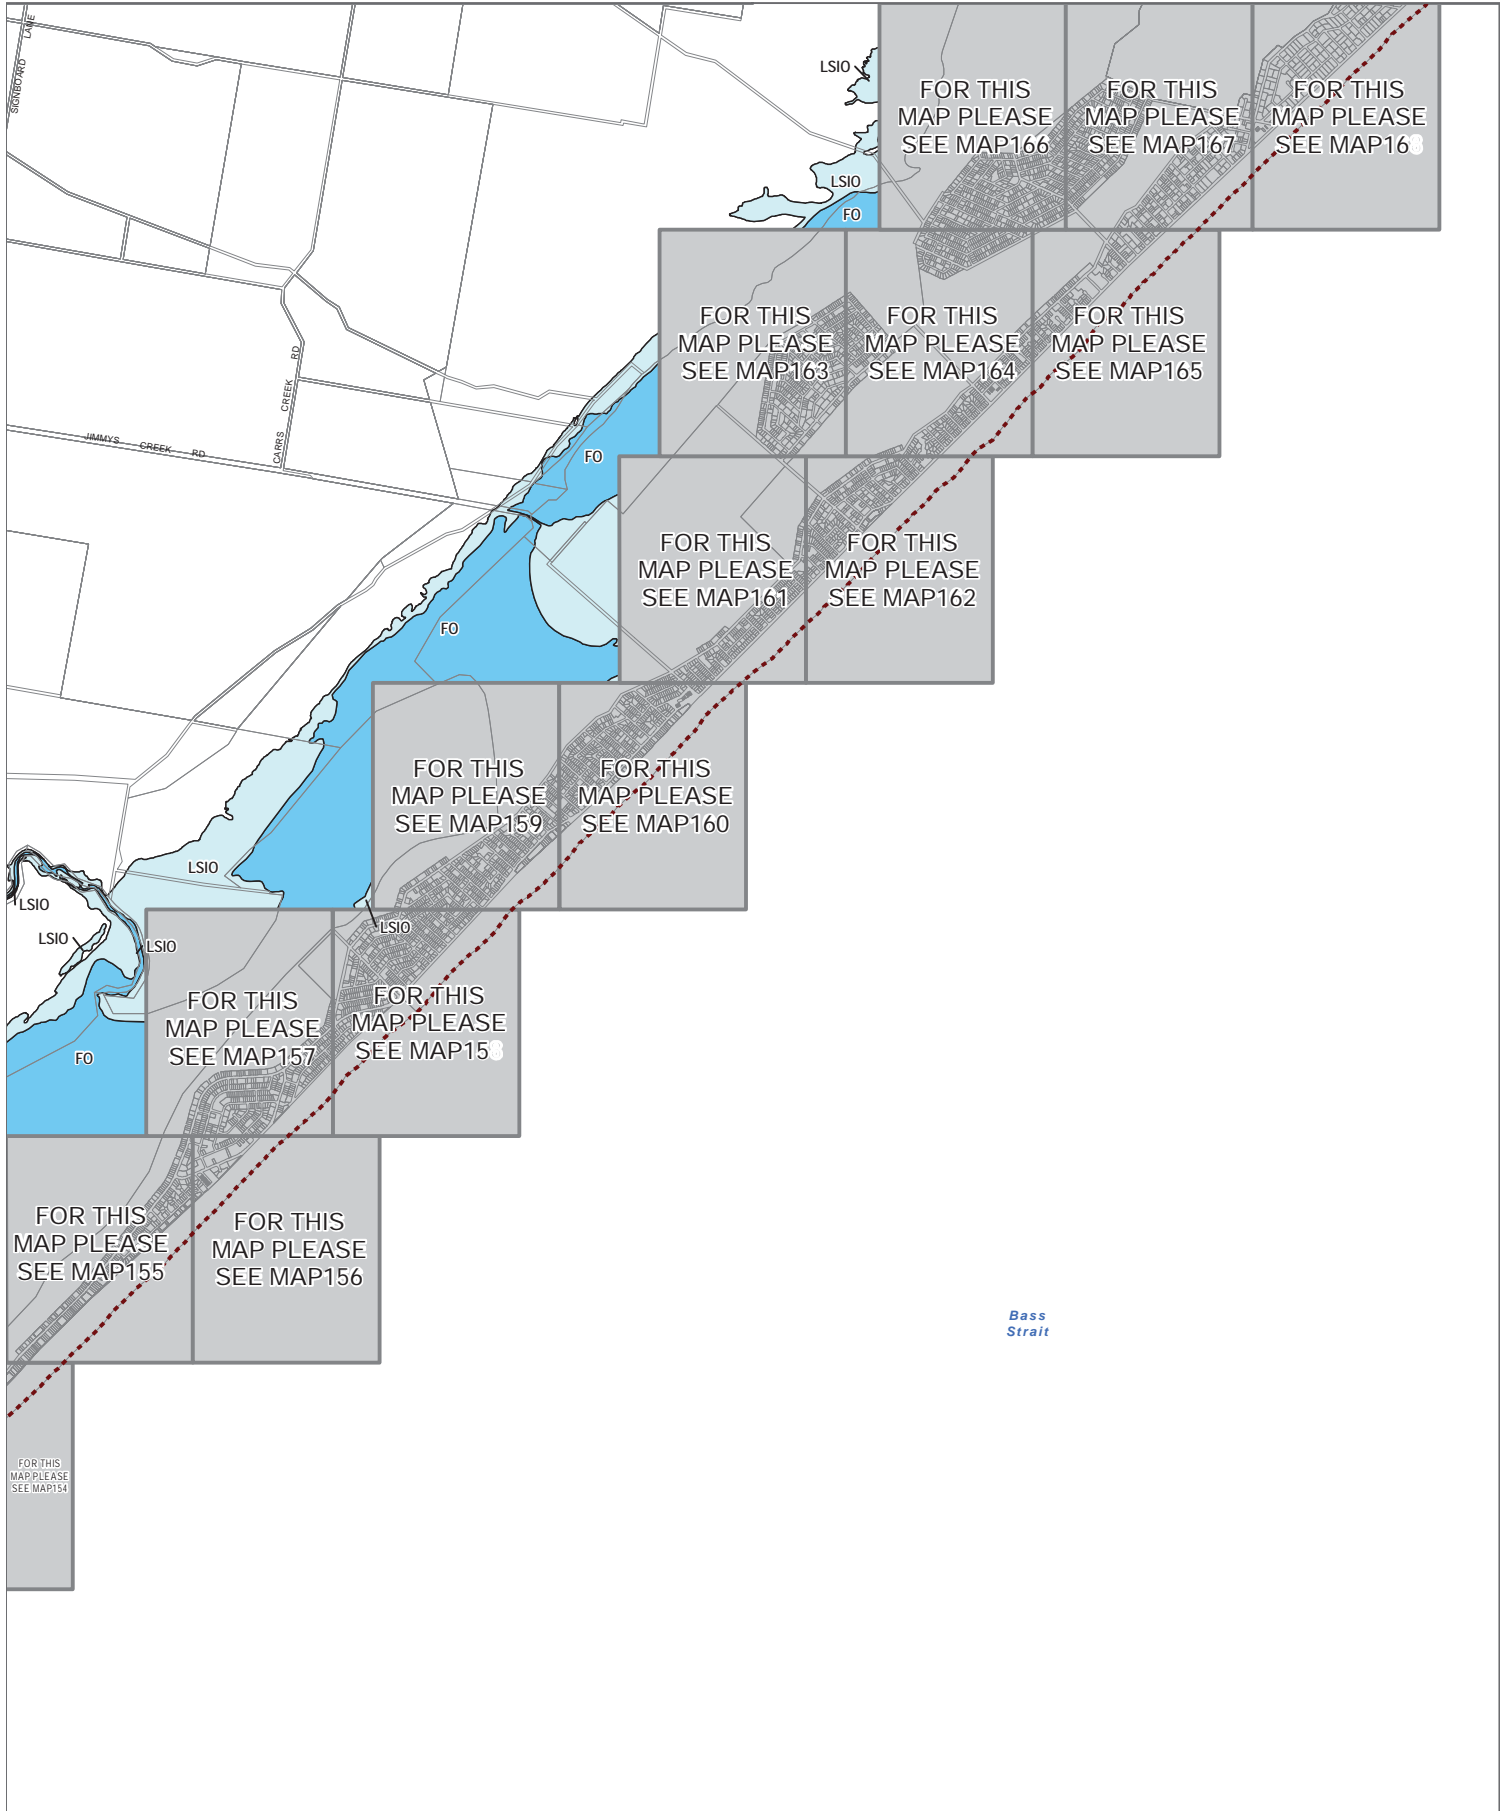 SIGNBOARD LANE
LSIO
FOR THIS
MAP PLEASE
SEE MAP166
FOR THIS
MAP PLEASE
SEE MAP167
FOR THIS
MAP PLEASE
SEE MAP168
LSIO
FO
FOR THIS
MAP PLEASE
SEE MAP163
FOR THIS
MAP PLEASE
SEE MAP164
FOR THIS
MAP PLEASE
SEE MAP165
CARRS CREEK RD
JIMMYS CREEK RD
FO
FOR THIS
MAP PLEASE
SEE MAP161
FOR THIS
MAP PLEASE
SEE MAP162
FO
FOR THIS
MAP PLEASE
SEE MAP159
FOR THIS
MAP PLEASE
SEE MAP160
LSIO
LSIO
LSIO
LSIO
LSIO
FOR THIS
MAP PLEASE
SEE MAP157
FOR THIS
MAP PLEASE
SEE MAP158
FO
FOR THIS
MAP PLEASE
SEE MAP155
FOR THIS
MAP PLEASE
SEE MAP156
Bass
Strait
FOR THIS
MAP PLEASE
SEE MAP154